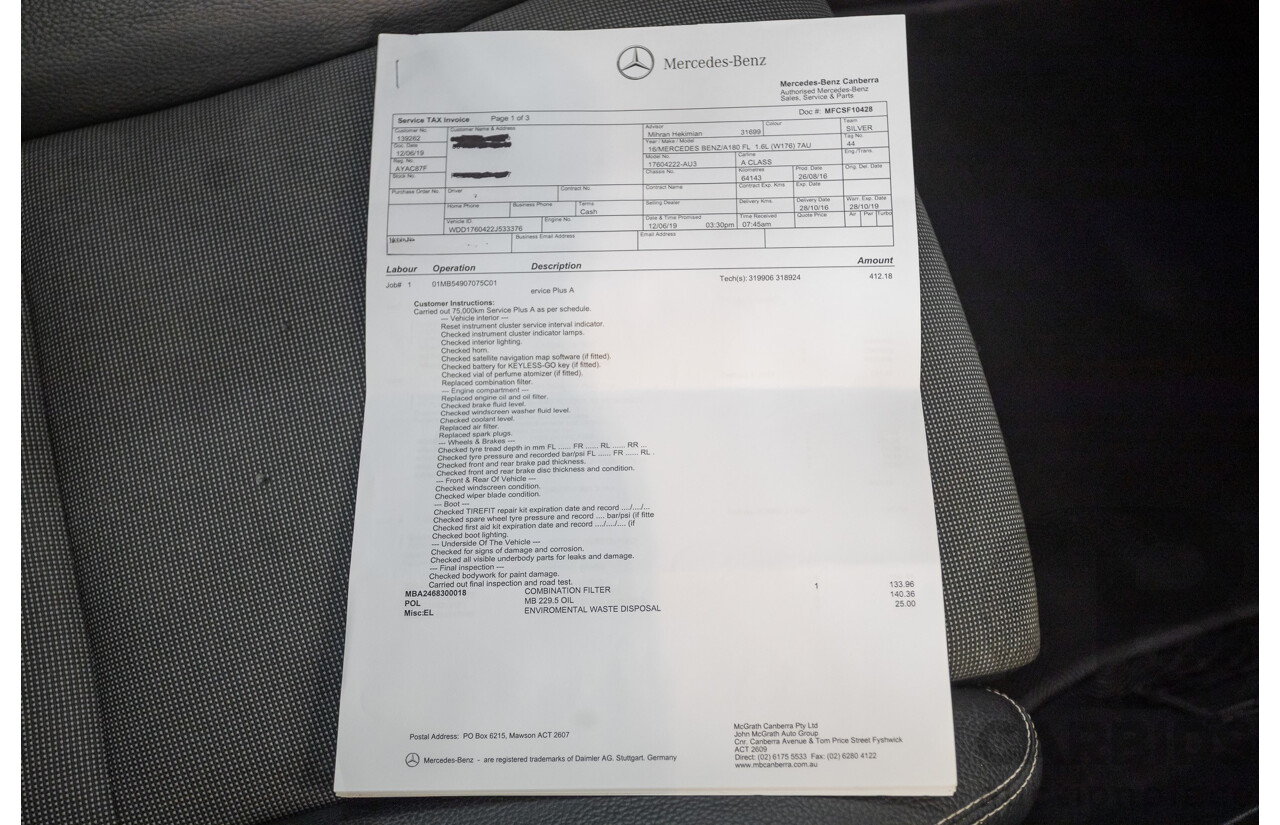 Mercedes-Benz
Mercedes-Benz Canberra
Authorised Mercedes-Benz
Sales, Service & Parts
Service TAX Invoice Page 1 of 3 Doc #: MFCSF10428
Customer No. Customer Name & Address Advisor Colour Team
139262 Mihran Hekimian 31699 SILVER
Doc. Date Year / Make / Model Tag No.
12/06/19 16/MERCEDES BENZ/A180 FL 1.6L (W176) 7AU 44
Reg. No. Model No. Carline Eng./Trans.
AYAC87F 17604222-AU3 A CLASS
Stock No. Chassis No. Kilometres Prod. Date Orig. Del. Date
64143 26/08/16
Purchase Order No. Driver Contract No. Contract Name Contract Exp. Kms Exp. Date
Home Phone Business Phone Terms Selling Dealer Delivery Kms. Delivery Date Warr. Exp. Date
Cash 28/10/16 28/10/19
Vehicle ID. Engine No. Date & Time Promised Time Received Quote Price Air Pwr Turbo
WDD1760422J533376 12/06/19 03:30pm 07:45am
Business Email Address Email Address
Labour Operation Description Amount
Job# 1 01MB54907075C01 Tech(s): 319906 318924 412.18
ervice Plus A
Customer Instructions:
Carried out 75,000km Service Plus A as per schedule.
--- Vehicle interior ---
Reset instrument cluster service interval indicator.
Checked instrument cluster indicator lamps.
Checked interior lighting.
Checked horn.
Checked satellite navigation map software (if fitted).
Checked battery for KEYLESS-GO key (if fitted).
Checked vial of perfume atomizer (if fitted).
Replaced combination filter.
--- Engine compartment ---
Replaced engine oil and oil filter.
Checked brake fluid level.
Checked windscreen washer fluid level.
Checked coolant level.
Replaced air filter.
Replaced spark plugs.
--- Wheels & Brakes ---
Checked tyre tread depth in mm FL ...... FR ...... RL ...... RR ...
Checked tyre pressure and recorded bar/psi FL ...... FR ...... RL .
Checked front and rear brake pad thickness.
Checked front and rear brake disc thickness and condition.
--- Front & Rear Of Vehicle ---
Checked windscreen condition.
Checked wiper blade condition.
--- Boot ---
Checked TIREFIT repair kit expiration date and record ..../..../...
Checked spare wheel tyre pressure and record .... bar/psi (if fitte
Checked first aid kit expiration date and record ..../..../.... (if
Checked boot lighting.
--- Underside Of The Vehicle ---
Checked for signs of damage and corrosion.
Checked all visible underbody parts for leaks and damage.
--- Final inspection ---
Checked bodywork for paint damage.
Carried out final inspection and road test.
MBA2468300018 COMBINATION FILTER 1 133.96
POL MB 229.5 OIL 140.36
Misc:EL ENVIROMENTAL WASTE DISPOSAL 25.00
Postal Address: PO Box 6215, Mawson ACT 2607
McGrath Canberra Pty Ltd
John McGrath Auto Group
Cnr. Canberra Avenue & Tom Price Street Fyshwick
ACT 2609
Direct: (02) 6175 5533 Fax: (02) 6280 4122
www.mbcanberra.com.au
Mercedes-Benz - are registered trademarks of Daimler AG. Stuttgart. Germany